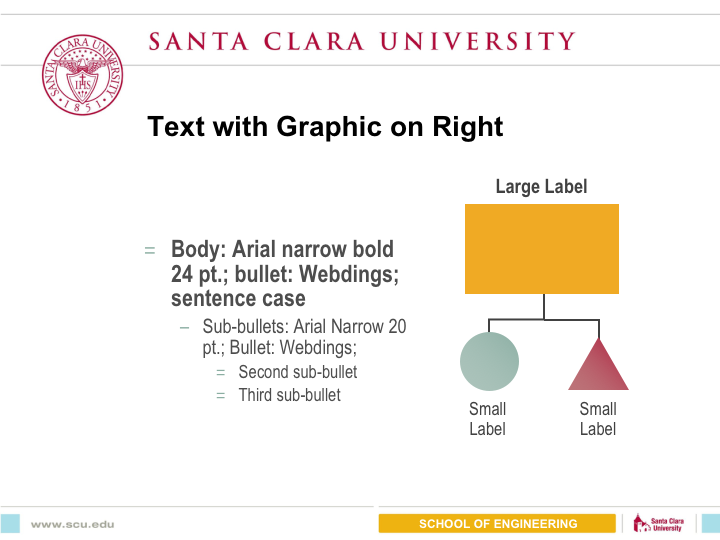 SANTA CLARA UNIVERSITY
SANTA CLARA UNIVERSITY
IHS
• 1851 •
Text with Graphic on Right
Large Label
= Body: Arial narrow bold
24 pt.; bullet: Webdings;
sentence case
– Sub-bullets: Arial Narrow 20
pt.; Bullet: Webdings;
= Second sub-bullet
= Third sub-bullet
Small
Label
Small
Label
www.scu.edu
SCHOOL OF ENGINEERING
Santa Clara
University